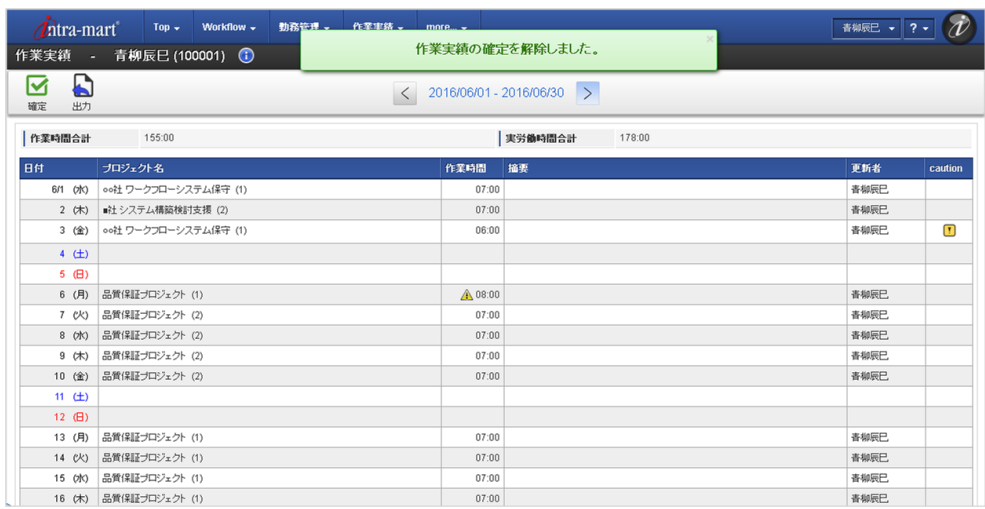 intra-mart Top Workflow 勤務管理 作業実績 more... 青柳辰巳 ?
作業実績の確定を解除しました。 ×
作業実績 - 青柳辰巳 (100001)
確定 出力 2016/06/01 - 2016/06/30
作業時間合計 155:00 実労働時間合計 178:00
日付 プロジェクト名 作業時間 摘要 更新者 caution
6/1 (水) ○○社 ワークフローシステム保守 (1) 07:00 青柳辰巳
2 (木) ■社 システム構築検討支援 (2) 07:00 青柳辰巳
3 (金) ○○社 ワークフローシステム保守 (1) 06:00 青柳辰巳
4 (土)
5 (日)
6 (月) 品質保証プロジェクト (1) 08:00 青柳辰巳
7 (火) 品質保証プロジェクト (2) 07:00 青柳辰巳
8 (水) 品質保証プロジェクト (2) 07:00 青柳辰巳
9 (木) 品質保証プロジェクト (2) 07:00 青柳辰巳
10 (金) 品質保証プロジェクト (2) 07:00 青柳辰巳
11 (土)
12 (日)
13 (月) 品質保証プロジェクト (1) 07:00 青柳辰巳
14 (火) 品質保証プロジェクト (1) 07:00 青柳辰巳
15 (水) 品質保証プロジェクト (1) 07:00 青柳辰巳
16 (木) 品質保証プロジェクト (1) 07:00 青柳辰巳